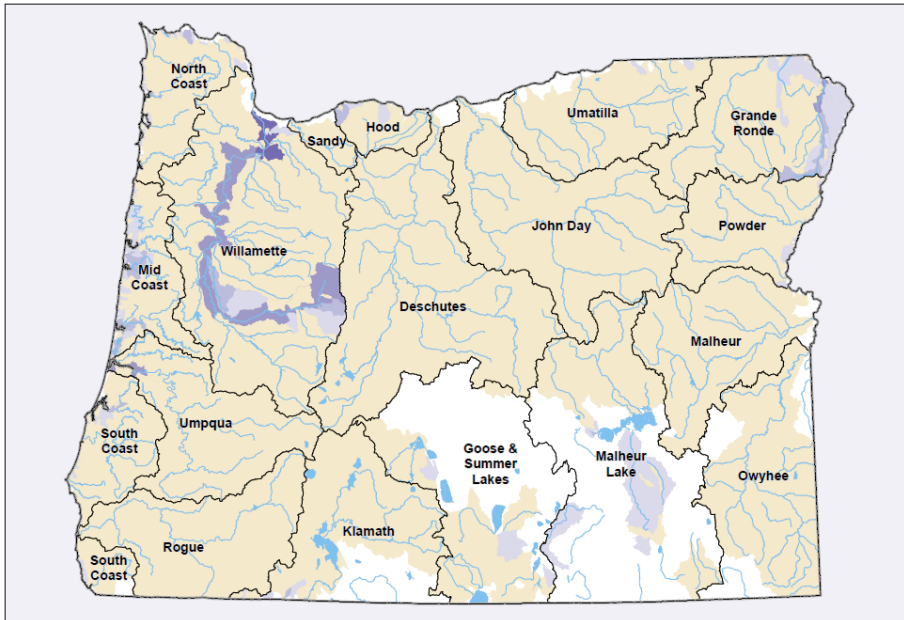 North
Coast
Sandy
Hood
Umatilla
Grande
Ronde
John Day
Powder
Willamette
Mid
Coast
Deschutes
Malheur
South
Coast
Umpqua
Goose &
Summer
Lakes
Malheur
Lake
Owyhee
Rogue
Klamath
South
Coast